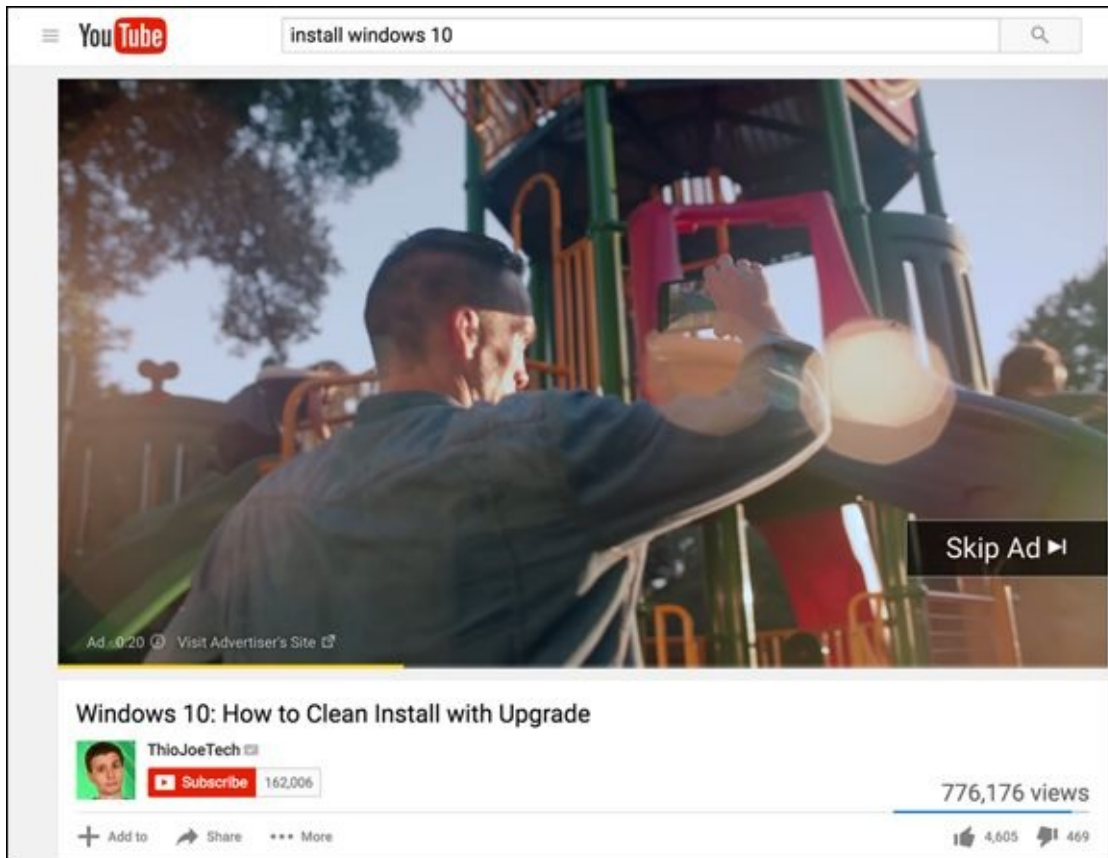 YouTube
install windows 10
Skip Ad
Ad · 0:20 Visit Advertiser's Site
Windows 10: How to Clean Install with Upgrade
ThioJoeTech
Subscribe 162,006
776,176 views
Add to Share ••• More
4,605 469